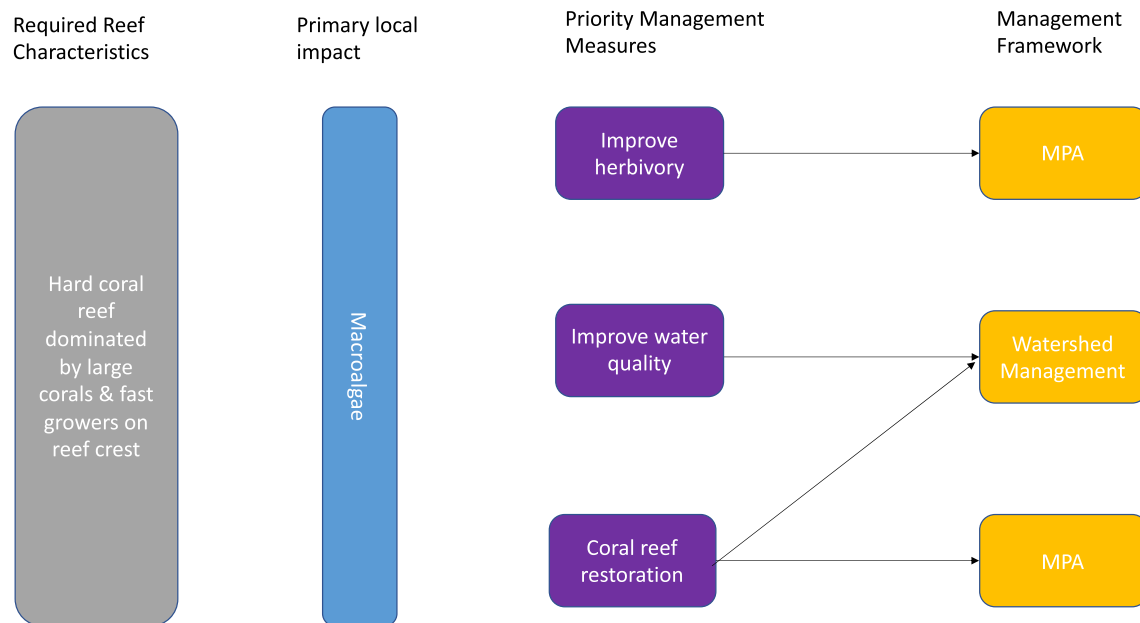 Required Reef
Characteristics
Primary local
impact
Priority Management
Measures
Management
Framework
Hard coral
reef
dominated
by large
corals & fast
growers on
reef crest
Macroalgae
Improve
herbivory
MPA
Improve water
quality
Watershed
Management
Coral reef
restoration
MPA